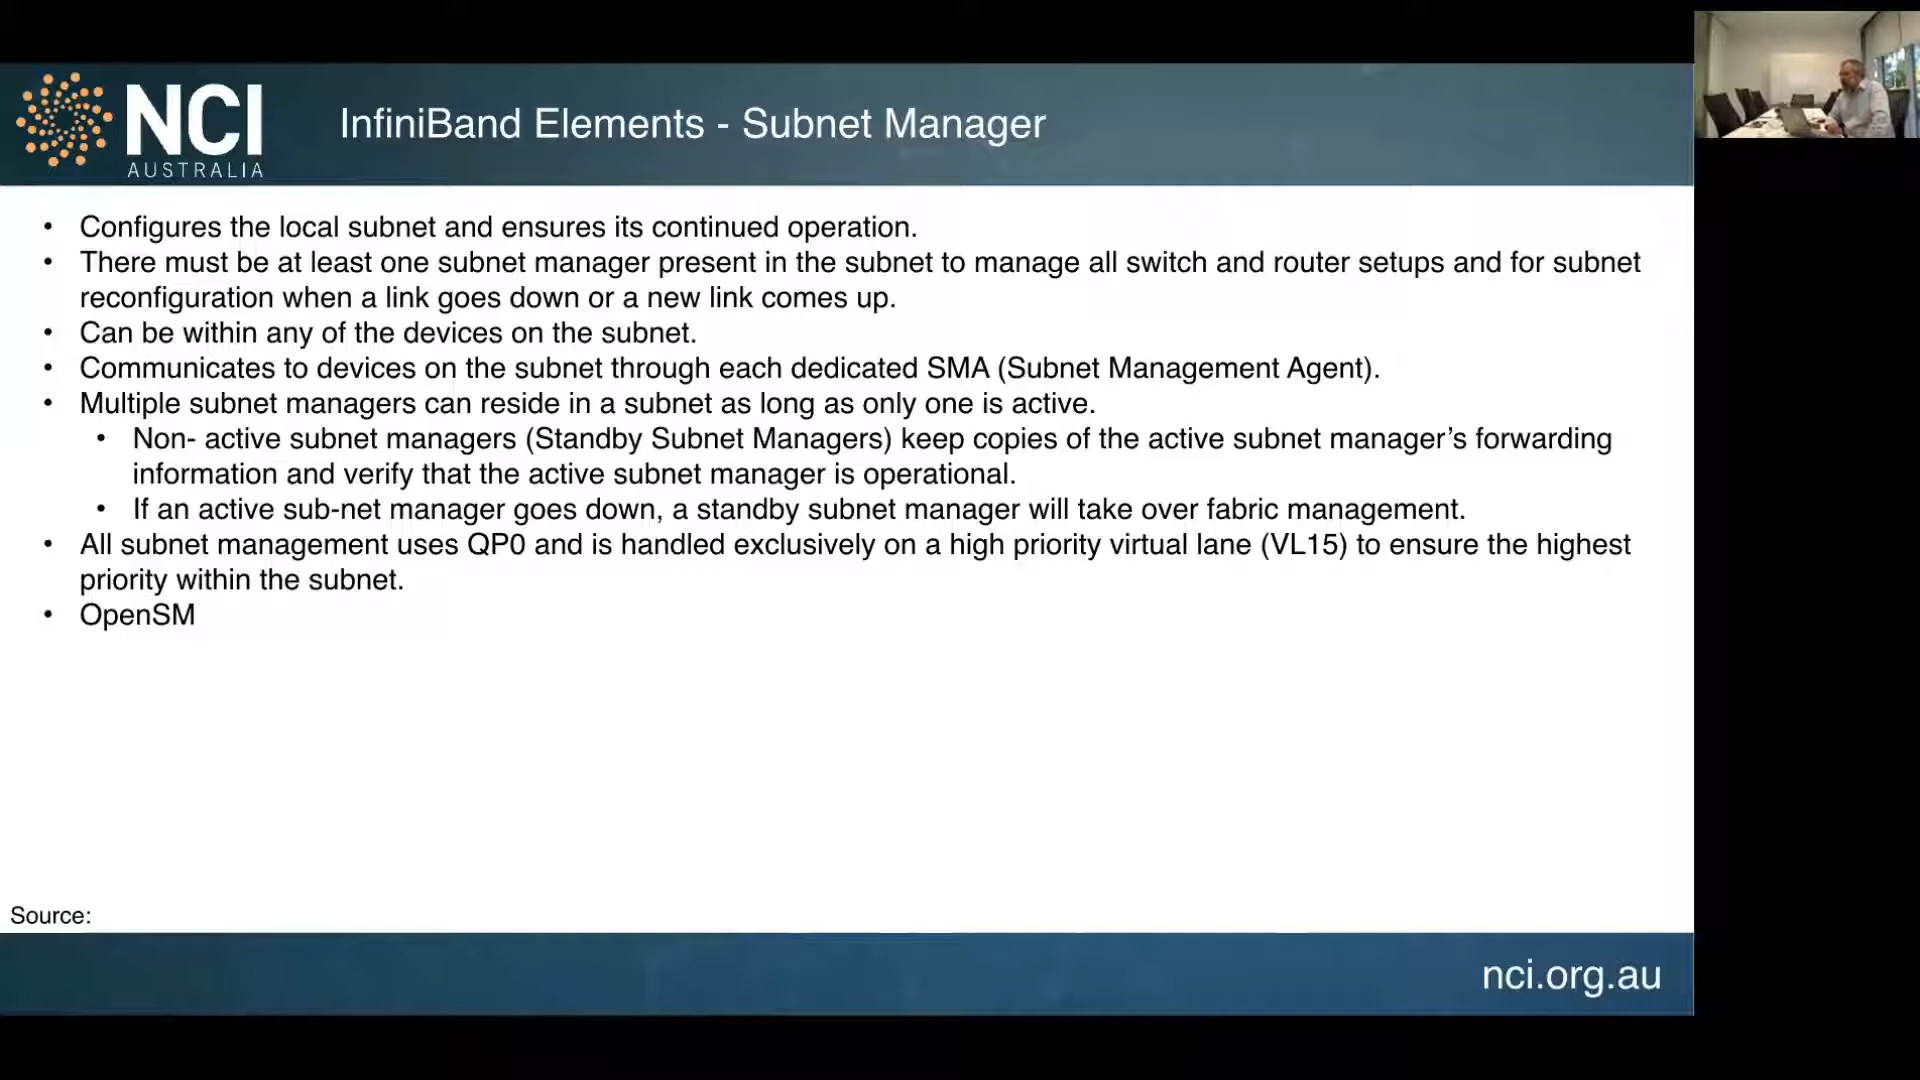 NCI
AUSTRALIA
InfiniBand Elements - Subnet Manager
• Configures the local subnet and ensures its continued operation.
• There must be at least one subnet manager present in the subnet to manage all switch and router setups and for subnet
reconfiguration when a link goes down or a new link comes up.
• Can be within any of the devices on the subnet.
• Communicates to devices on the subnet through each dedicated SMA (Subnet Management Agent).
• Multiple subnet managers can reside in a subnet as long as only one is active.
• Non- active subnet managers (Standby Subnet Managers) keep copies of the active subnet manager’s forwarding
information and verify that the active subnet manager is operational.
• If an active sub-net manager goes down, a standby subnet manager will take over fabric management.
• All subnet management uses QP0 and is handled exclusively on a high priority virtual lane (VL15) to ensure the highest
priority within the subnet.
• OpenSM
Source:
nci.org.au